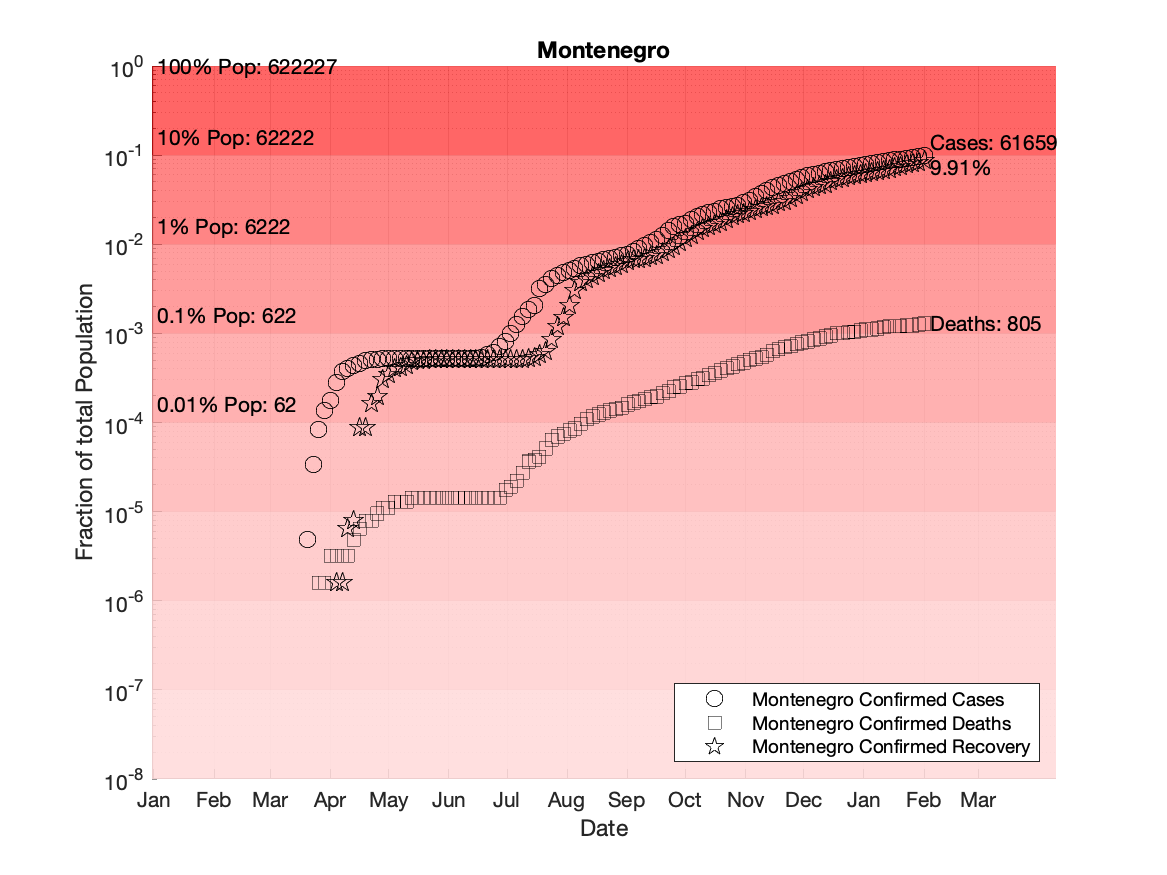 Montenegro
10^0
100% Pop: 622227
10% Pop: 62222
Cases: 61659
10^-1
9.91%
1% Pop: 6222
10^-2
0.1% Pop: 622
Deaths: 805
10^-3
0.01% Pop: 62
10^-4
10^-5
10^-6
10^-7
10^-8
Fraction of total Population
Montenegro Confirmed Cases
Montenegro Confirmed Deaths
Montenegro Confirmed Recovery
Jan Feb Mar Apr May Jun Jul Aug Sep Oct Nov Dec Jan Feb Mar
Date